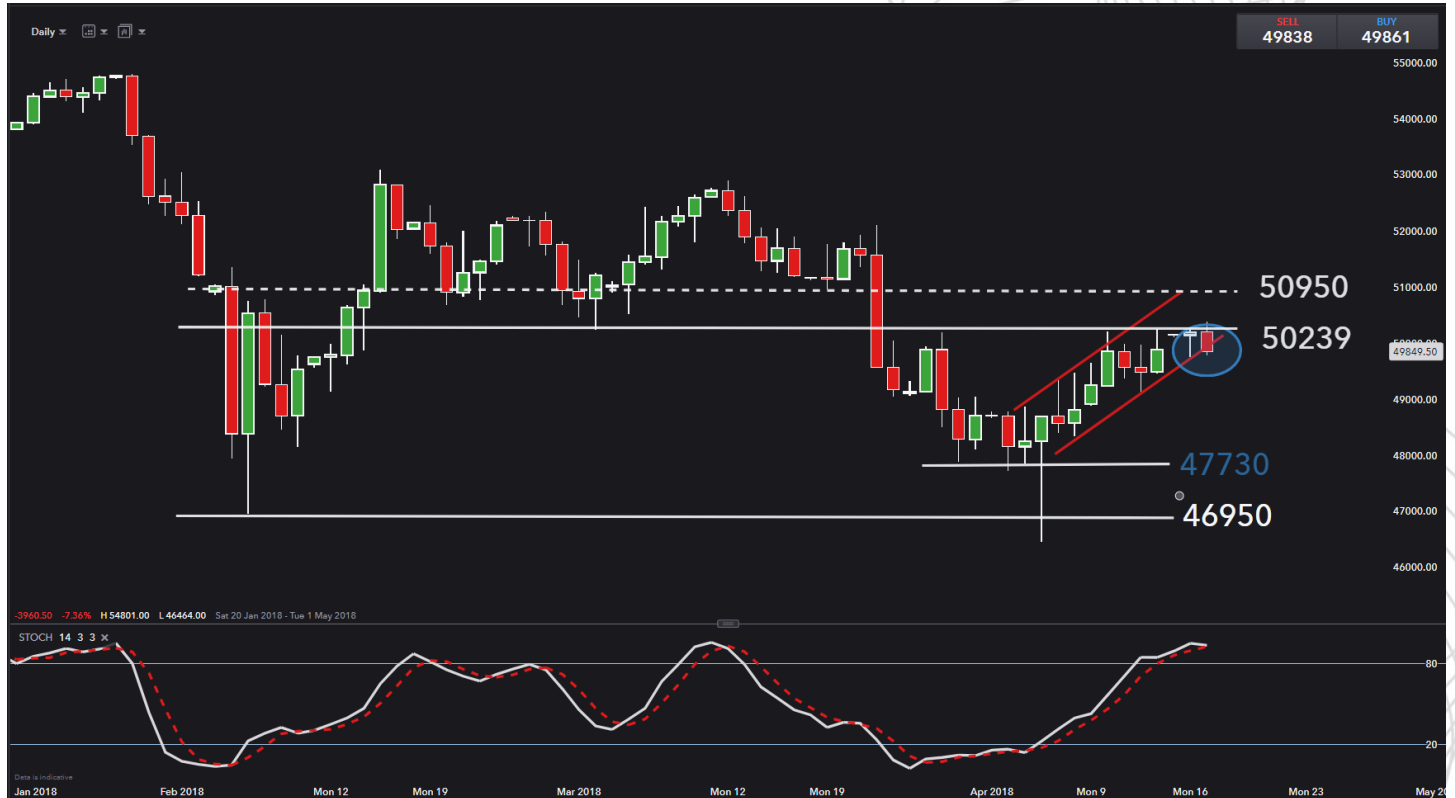 Daily
SELL BUY
49838 49861
55000.00
54000.00
53000.00
52000.00
51000.00
50950
50239
49849.50
49000.00
48000.00
47730
46950
47000.00
46000.00
-3960.50 -7.36% H 54801.00 L 46464.00 Sat 20 Jan 2018 - Tue 1 May 2018
STOCH 14 3 3 ×
80
20
Data is indicative
Jan 2018 Feb 2018 Mon 12 Mon 19 Mar 2018 Mon 12 Mon 19 Apr 2018 Mon 9 Mon 16 Mon 23